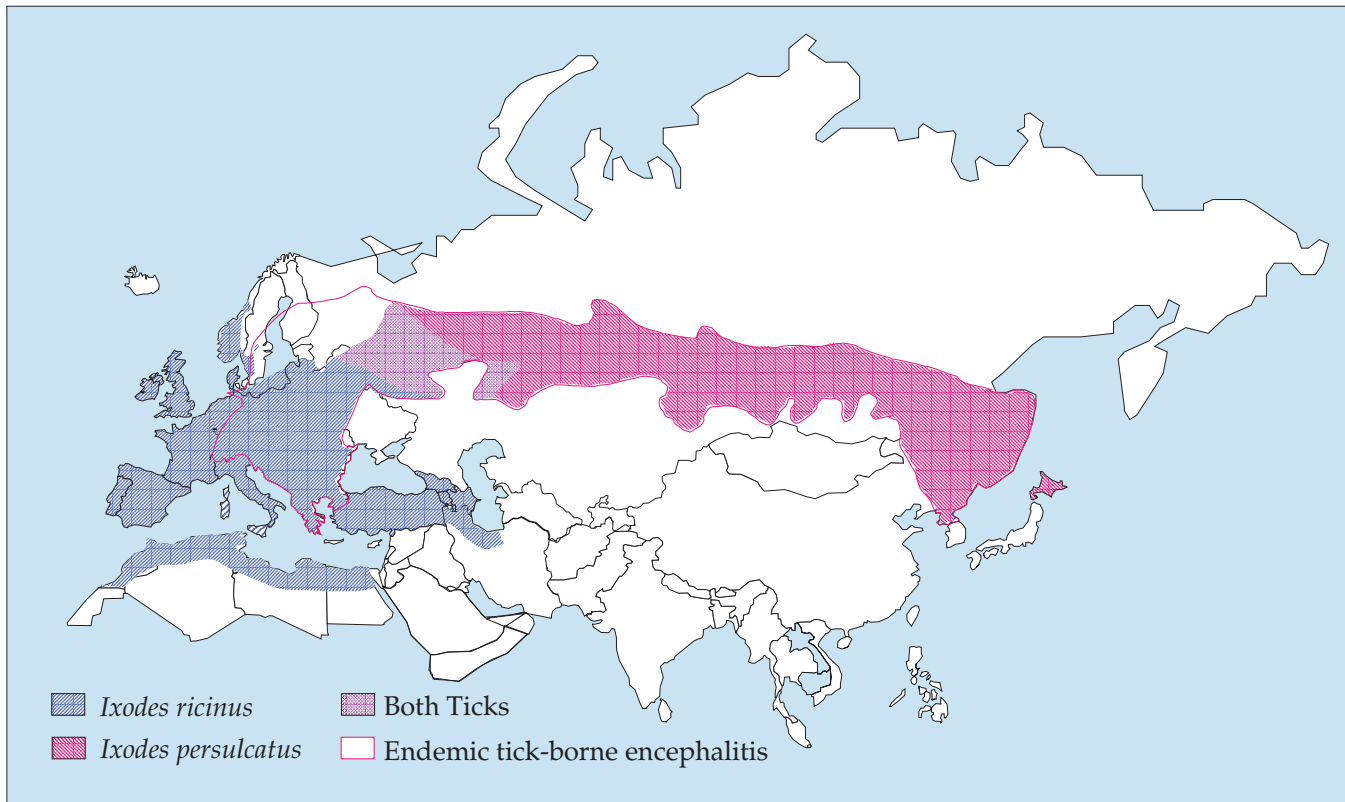 Ixodes ricinus
Ixodes persulcatus
Both Ticks
Endemic tick-borne encephalitis